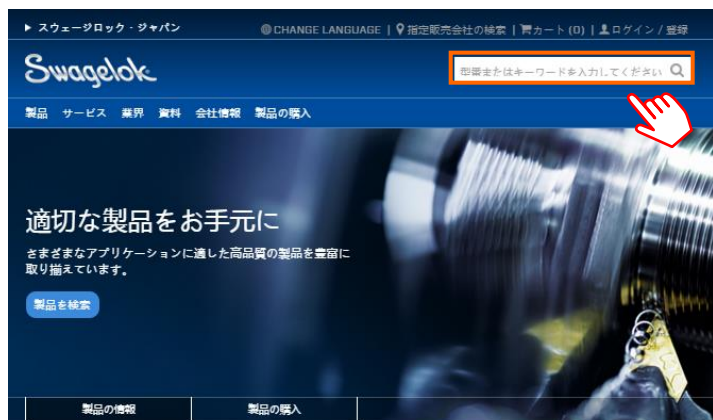 スウェージロック・ジャパン
CHANGE LANGUAGE | 指定販売会社の検索 | カート (0) | ログイン / 登録
Swagelok
型番またはキーワードを入力してください
製品 サービス 業界 資料 会社情報 製品の購入
適切な製品をお手元に
さまざまなアプリケーションに適した高品質の製品を豊富に
取り揃えています。
製品を検索
製品の情報 製品の購入